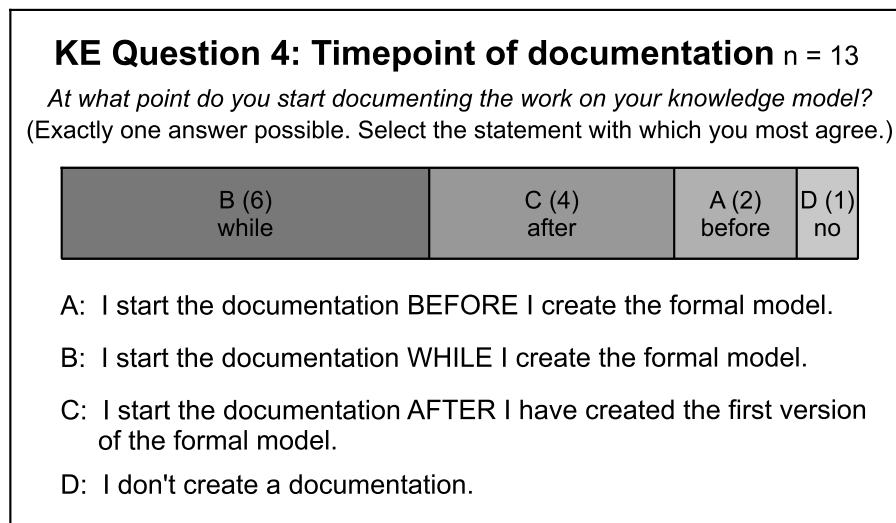 KE Question 4: Timepoint of documentation n = 13
At what point do you start documenting the work on your knowledge model?
(Exactly one answer possible. Select the statement with which you most agree.)
B (6) C (4) A (2) D (1)
while after before no
A: I start the documentation BEFORE I create the formal model.
B: I start the documentation WHILE I create the formal model.
C: I start the documentation AFTER I have created the first version
of the formal model.
D: I don't create a documentation.